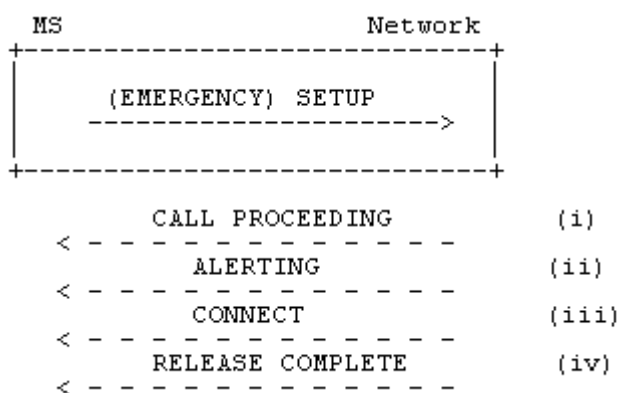 MS Network
(EMERGENCY) SETUP
CALL PROCEEDING (i)
ALERTING (ii)
CONNECT (iii)
RELEASE COMPLETE (iv)